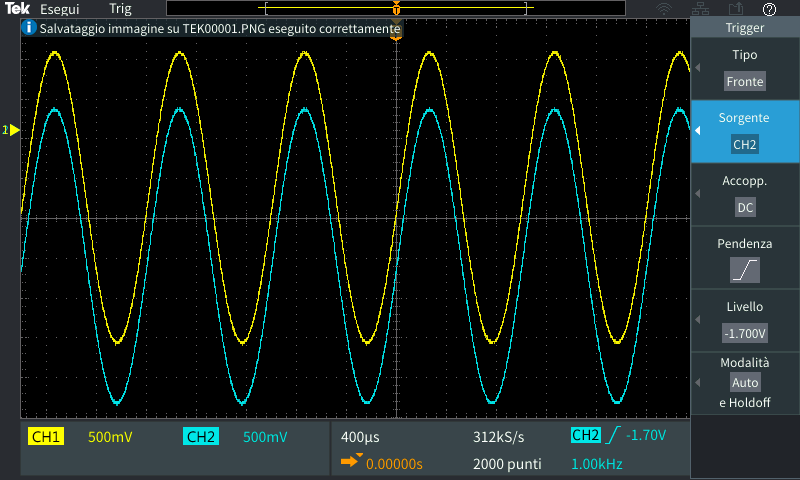 Tek Esegui Trig
Salvataggio immagine su TEK00001.PNG eseguito correttamente
Trigger
Tipo
Fronte
Sorgente
CH2
Accopp.
DC
Pendenza
Livello
-1.700V
Modalità
Auto
e Holdoff
CH1 500mV CH2 500mV
400µs 312kS/s CH2 -1.70V
0.00000s 2000 punti 1.00kHz